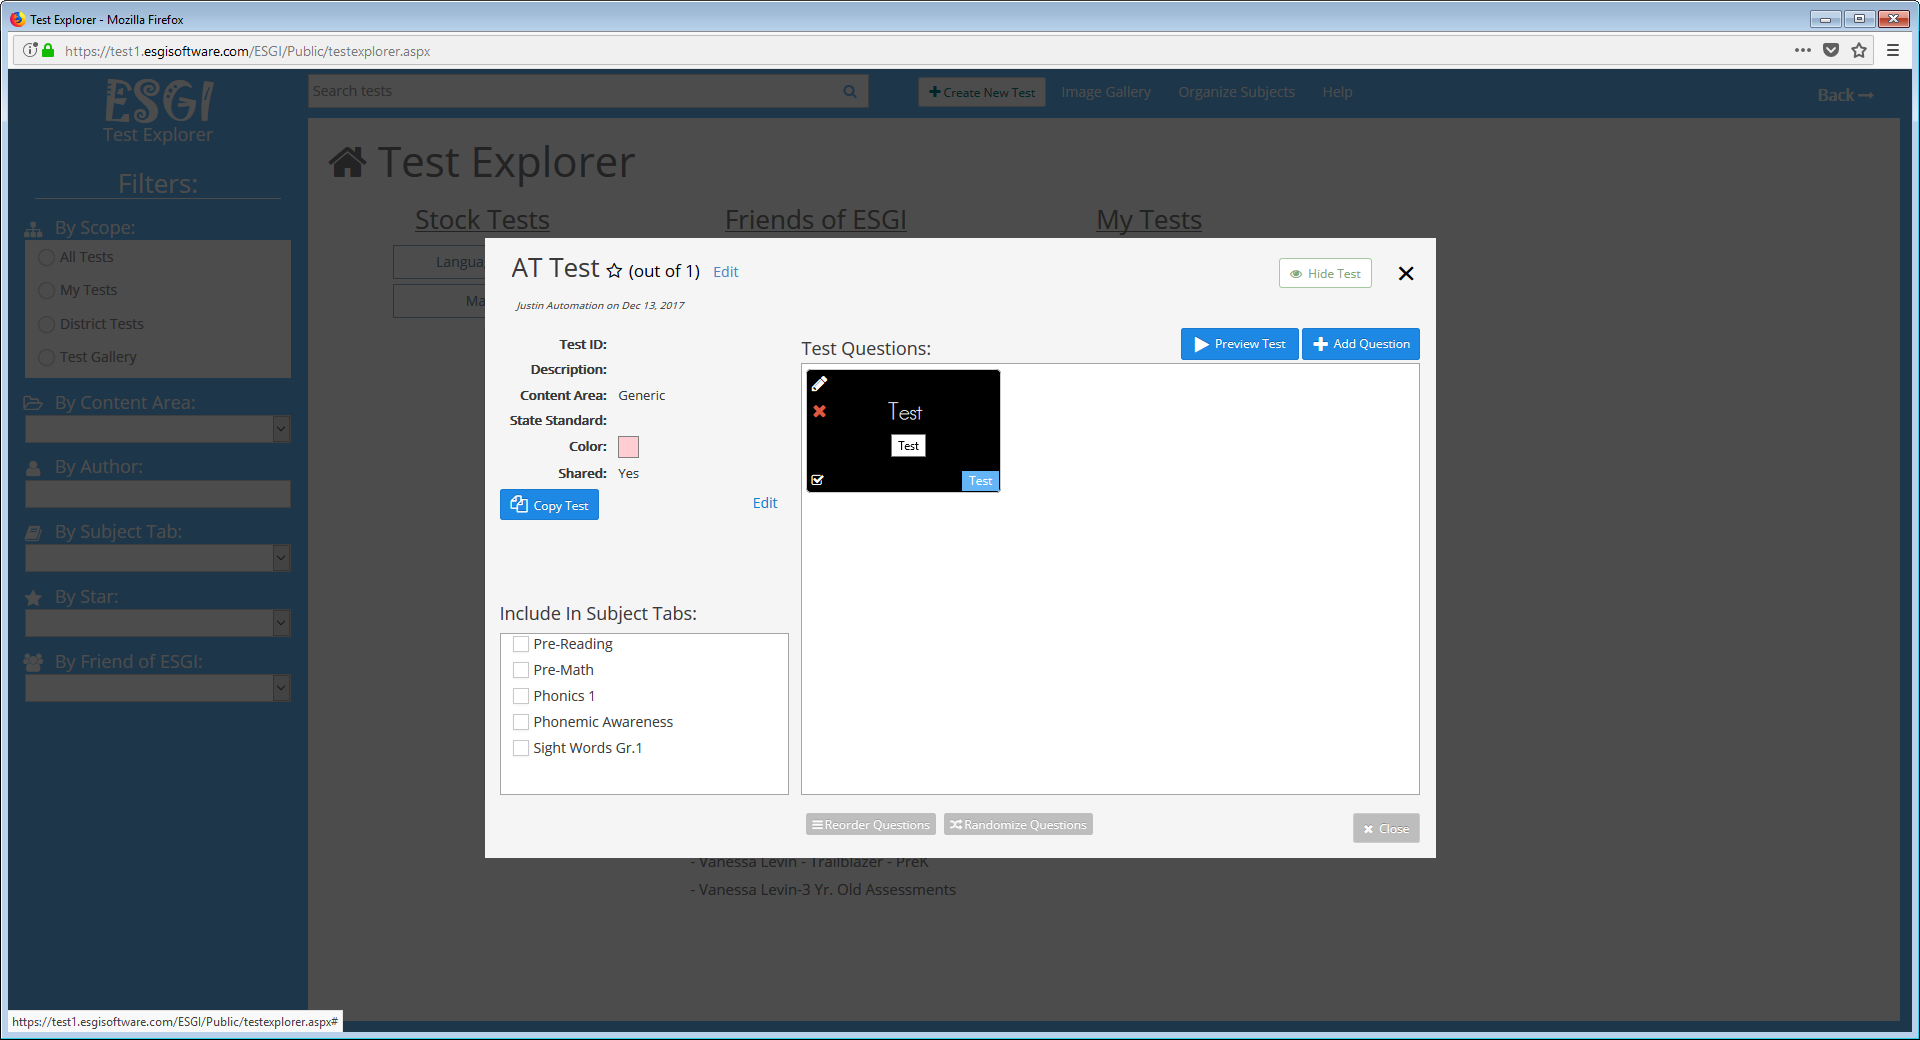 Test Explorer - Mozilla Firefox
https://test1.esgisoftware.com/ESGI/Public/testexplorer.aspx
ESGI
Test Explorer
Search tests
Create New Test
Image Gallery
Organize Subjects
Help
Back
Filters:
By Scope:
All Tests
My Tests
District Tests
Test Gallery
By Content Area:
By Author:
By Subject Tab:
By Star:
By Friend of ESGI:
Test Explorer
Stock Tests
Friends of ESGI
My Tests
AT Test (out of 1) Edit
Hide Test
Justin Automation on Dec 13, 2017
Test ID:
Description:
Content Area: Generic
State Standard:
Color:
Shared: Yes
Copy Test
Edit
Include In Subject Tabs:
Pre-Reading
Pre-Math
Phonics 1
Phonemic Awareness
Sight Words Gr.1
Test Questions:
Preview Test
Add Question
Test
Test
Test
Reorder Questions
Randomize Questions
Close
- Vanessa Levin - Trailblazer - PreK
- Vanessa Levin-3 Yr. Old Assessments
https://test1.esgisoftware.com/ESGI/Public/testexplorer.aspx#